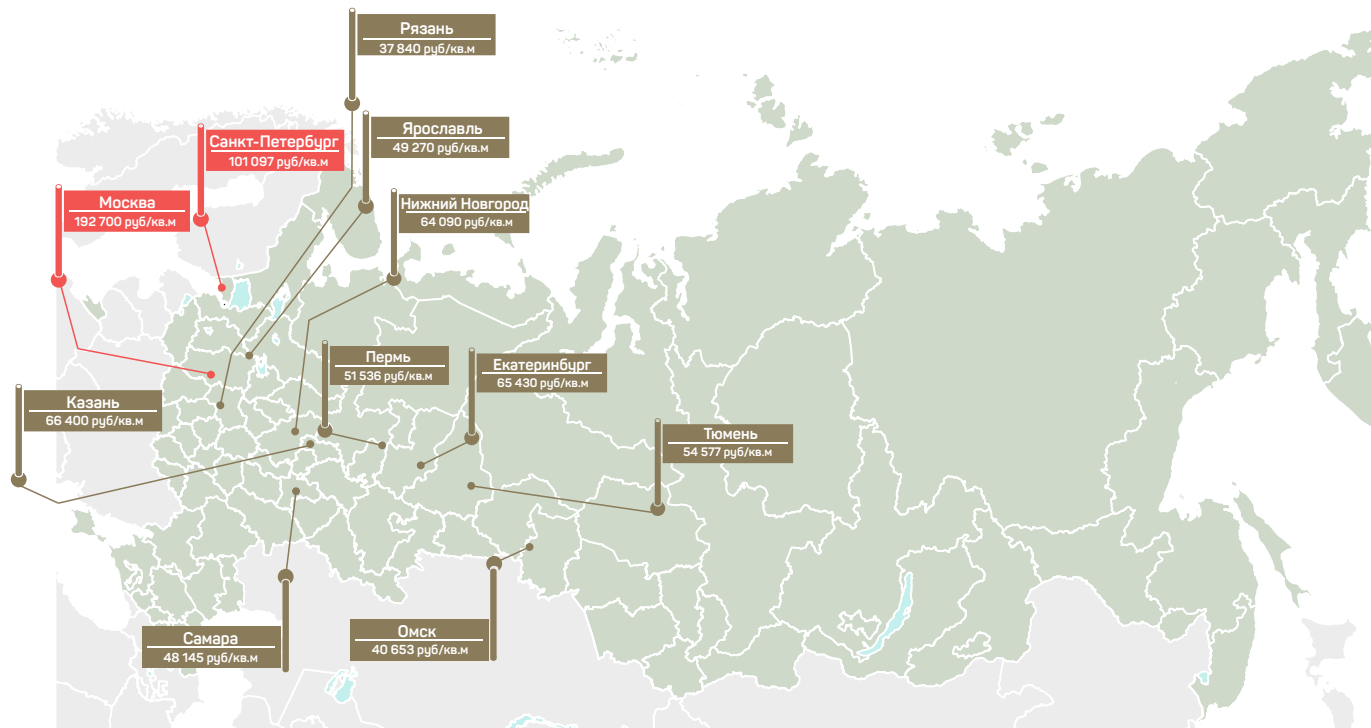 Рязань
37 840 руб/кв.м
Ярославль
49 270 руб/кв.м
Санкт-Петербург
101 097 руб/кв.м
Москва
192 700 руб/кв.м
Нижний Новгород
64 090 руб/кв.м
Пермь
51 536 руб/кв.м
Екатеринбург
65 430 руб/кв.м
Казань
66 400 руб/кв.м
Тюмень
54 577 руб/кв.м
Самара
48 145 руб/кв.м
Омск
40 653 руб/кв.м